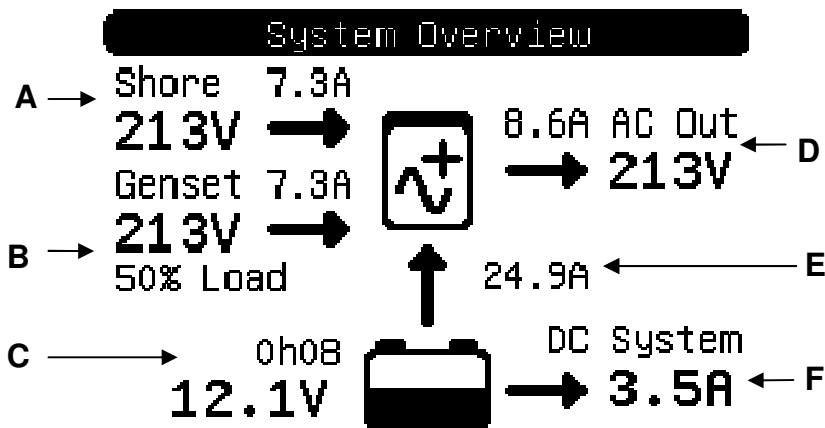 System Overview
A
Shore 7.3A
213V
8.6A AC Out
213V
D
Genset 7.3A
213V
B
50% Load
24.9A
E
C
0h08
12.1V
DC System
3.5A
F